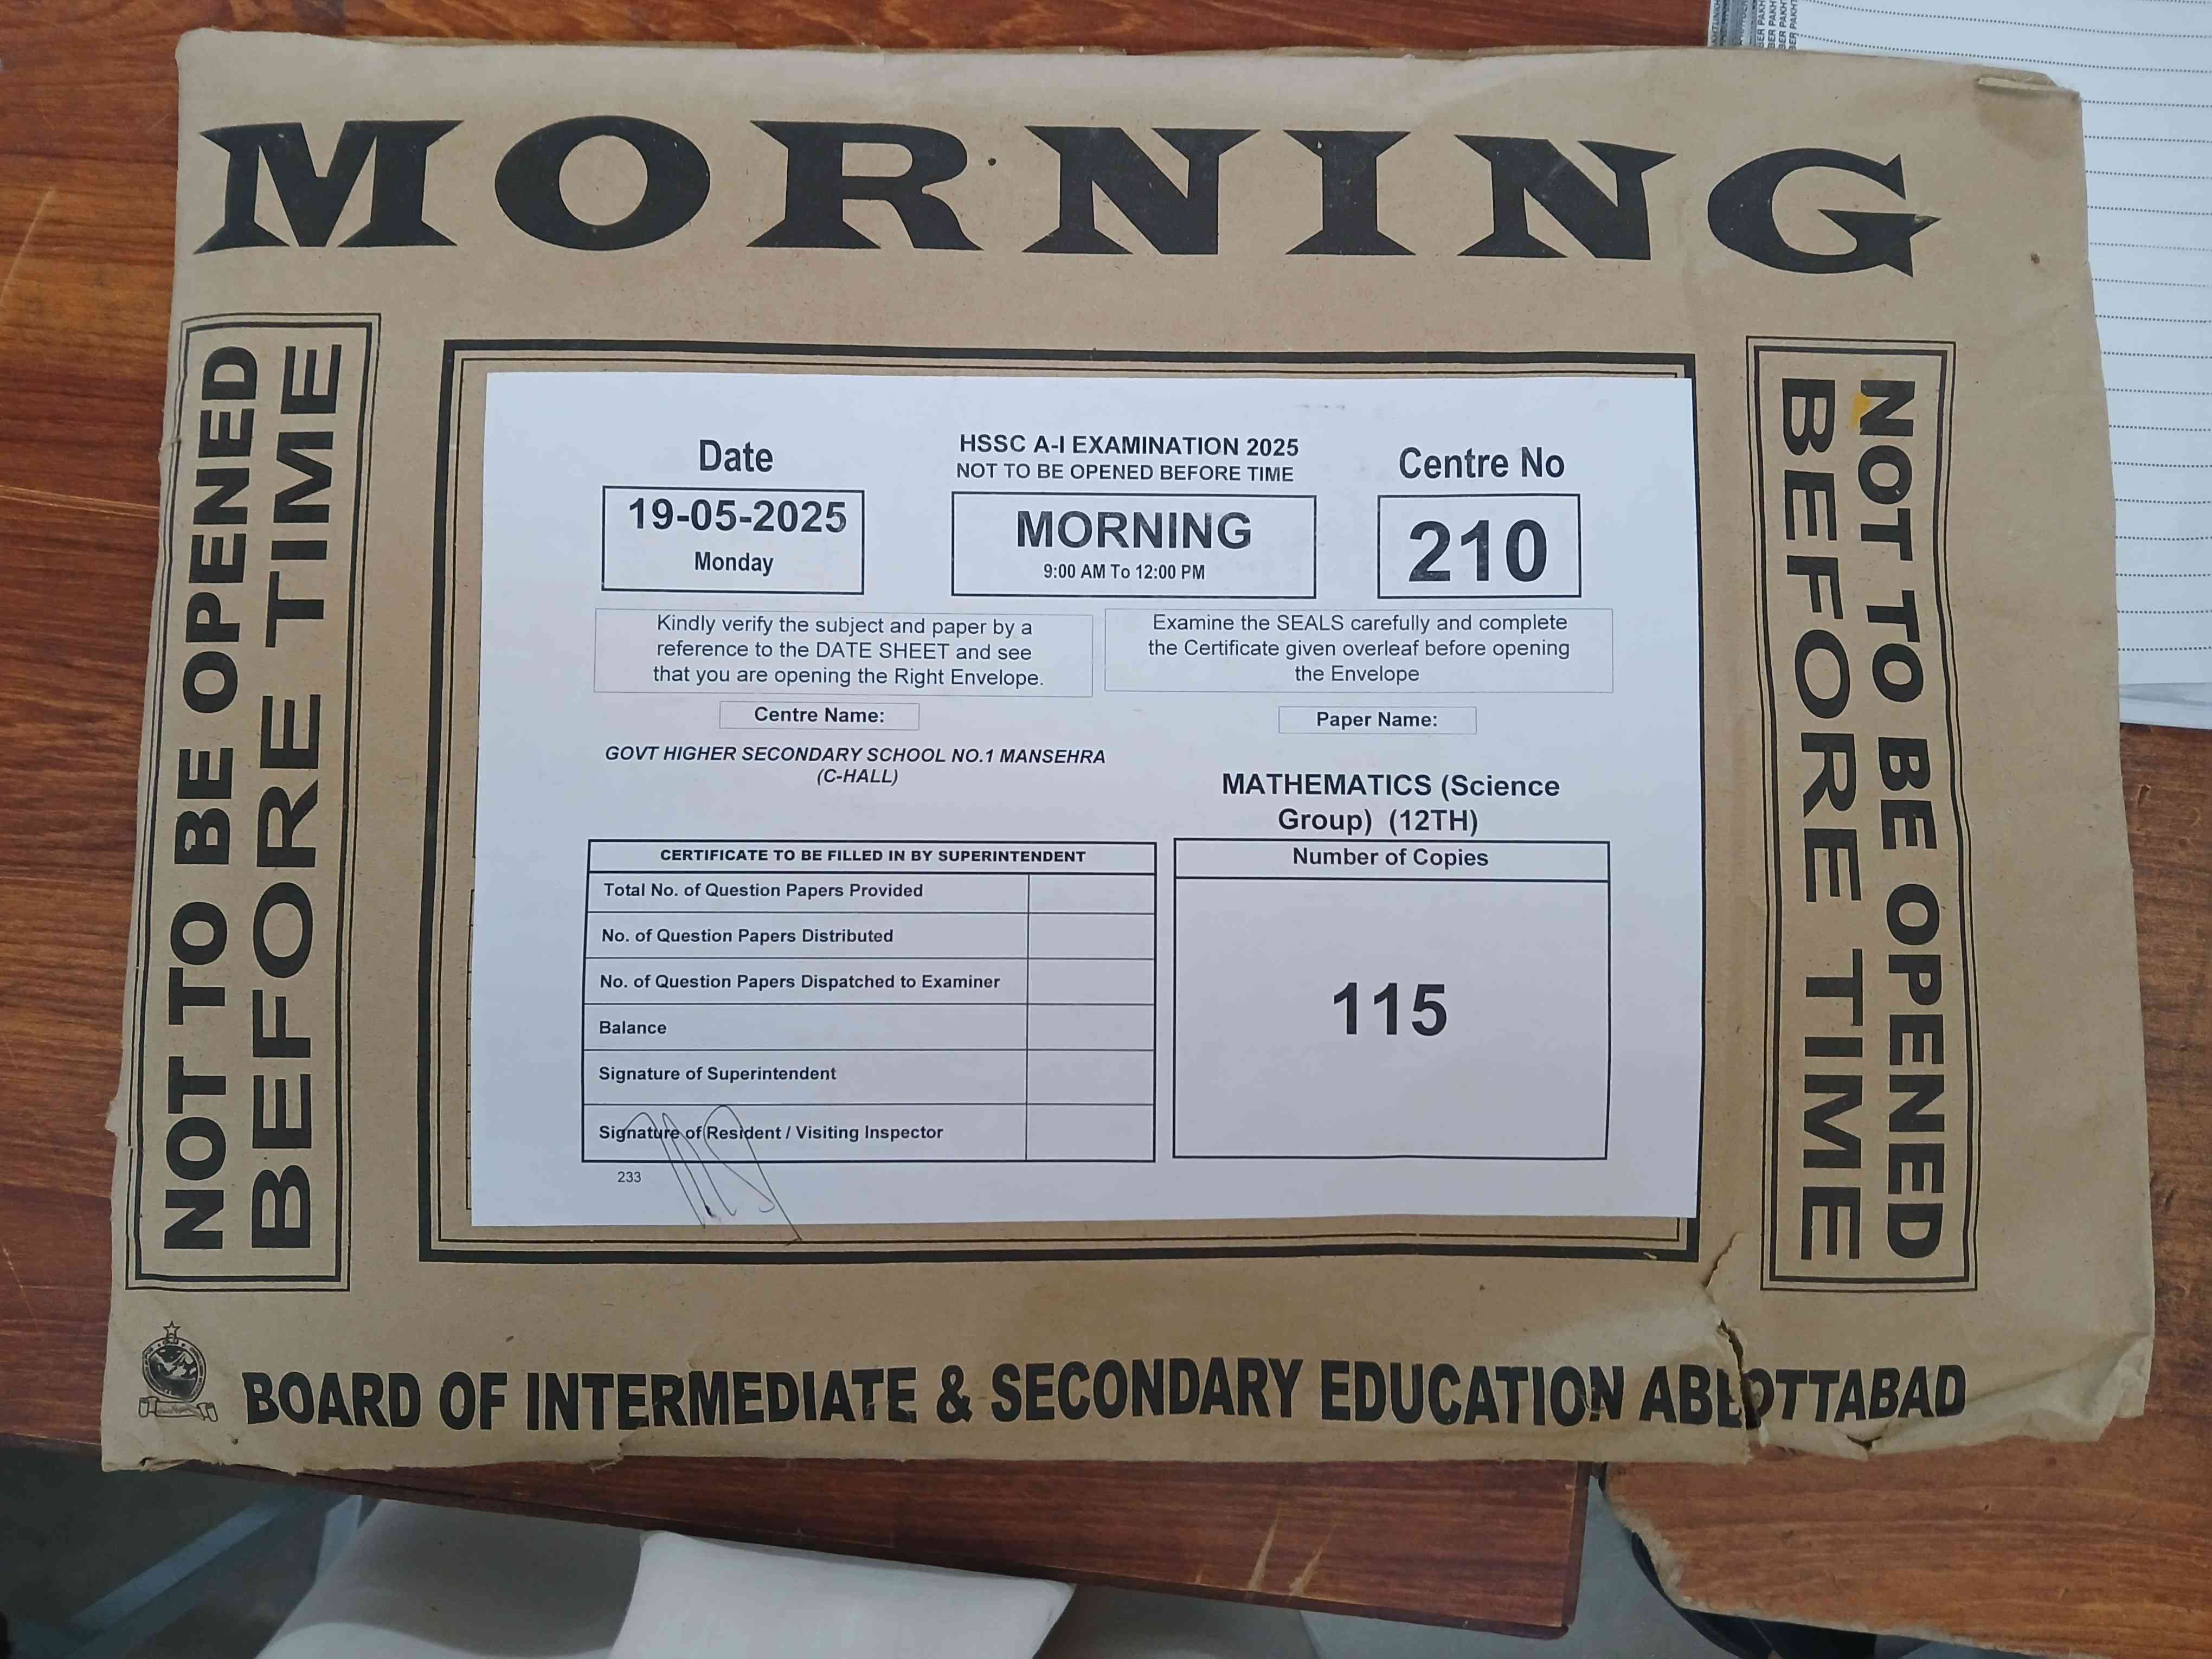 MORNING
NOT TO BE OPENED
BEFORE TIME
Date
19-05-2025
Monday
HSSC A-I EXAMINATION 2025
NOT TO BE OPENED BEFORE TIME
MORNING
9:00 AM To 12:00 PM
Centre No
210
Kindly verify the subject and paper by a
reference to the DATE SHEET and see
that you are opening the Right Envelope.
Examine the SEALS carefully and complete
the Certificate given overleaf before opening
the Envelope
Centre Name:
GOVT HIGHER SECONDARY SCHOOL NO.1 MANSEHRA
(C-HALL)
Paper Name:
MATHEMATICS (Science
Group) (12TH)
CERTIFICATE TO BE FILLED IN BY SUPERINTENDENT
Total No. of Question Papers Provided
No. of Question Papers Distributed
No. of Question Papers Dispatched to Examiner
Balance
Signature of Superintendent
Signature of Resident / Visiting Inspector
233
Number of Copies
115
NOT TO BE OPENED
BEFORE TIME
BOARD OF INTERMEDIATE & SECONDARY EDUCATION ABBOTTABAD